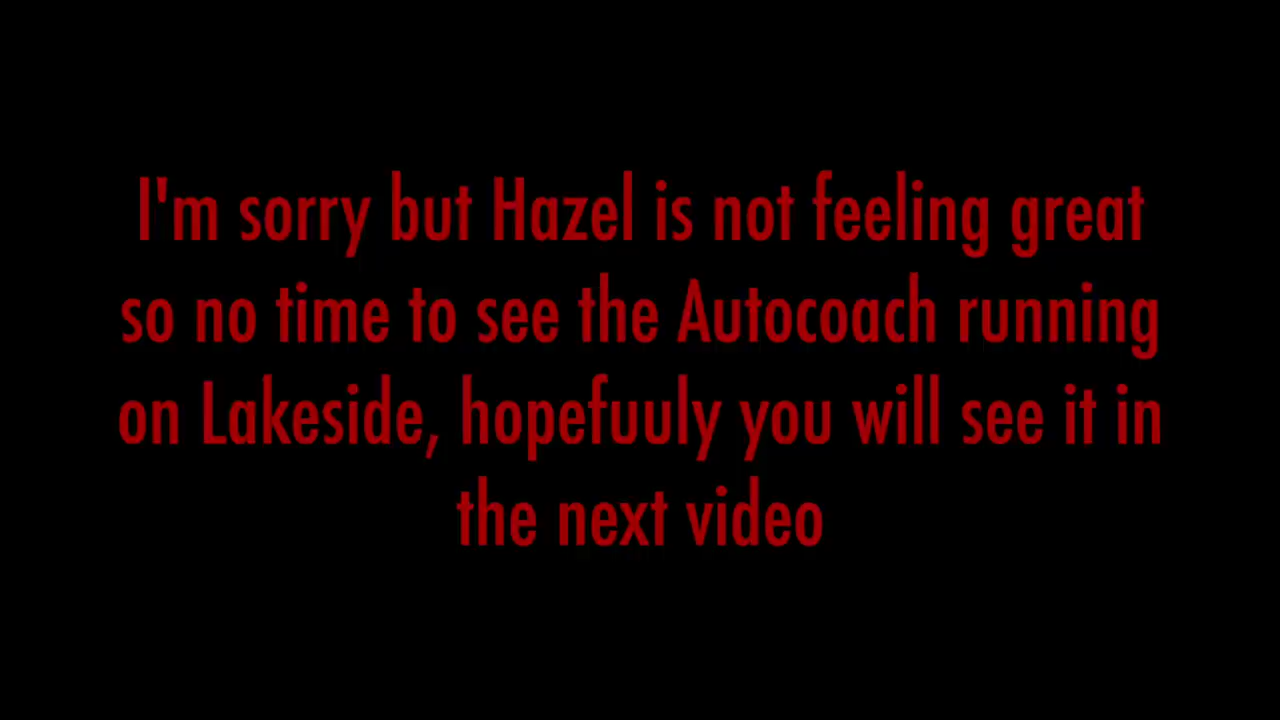 I'm sorry but Hazel is not feeling great
so no time to see the Autocoach running
on Lakeside, hopefuuly you will see it in
the next video